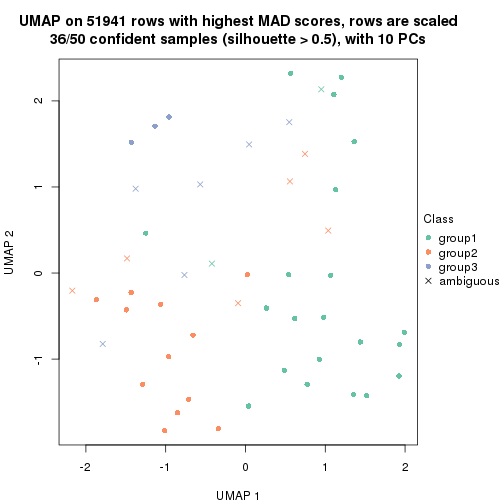 UMAP on 51941 rows with highest MAD scores, rows are scaled
36/50 confident samples (silhouette > 0.5), with 10 PCs
2
1
0
-1
UMAP 2
-2
-1
0
1
2
UMAP 1
Class
group1
group2
group3
ambiguous